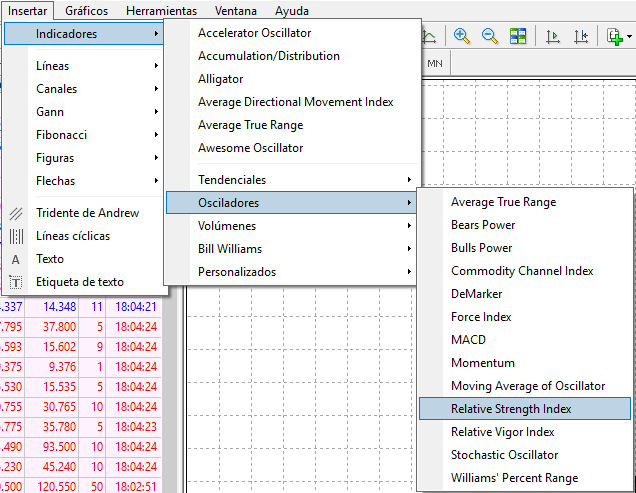 Insertar Gráficos Herramientas Ventana Ayuda
Indicadores
Líneas
Canales
Gann
Fibonacci
Figuras
Flechas
Tridente de Andrew
Líneas cíclicas
A Texto
T Etiqueta de texto
Accelerator Oscillator
Accumulation/Distribution
Alligator
Average Directional Movement Index
Average True Range
Awesome Oscillator
Tendenciales
Osciladores
Volúmenes
Bill Williams
Personalizados
Average True Range
Bears Power
Bulls Power
Commodity Channel Index
DeMarker
Force Index
MACD
Momentum
Moving Average of Oscillator
Relative Strength Index
Relative Vigor Index
Stochastic Oscillator
Williams' Percent Range
MN
.337 14.348 11 18:04:21
.795 37.800 5 18:04:24
.593 15.602 9 18:04:24
.375 9.376 1 18:04:24
.530 15.535 5 18:04:24
.755 30.765 10 18:04:24
.775 35.780 5 18:04:23
.490 93.500 10 18:04:24
.230 45.240 10 18:04:24
.500 120.550 50 18:02:51